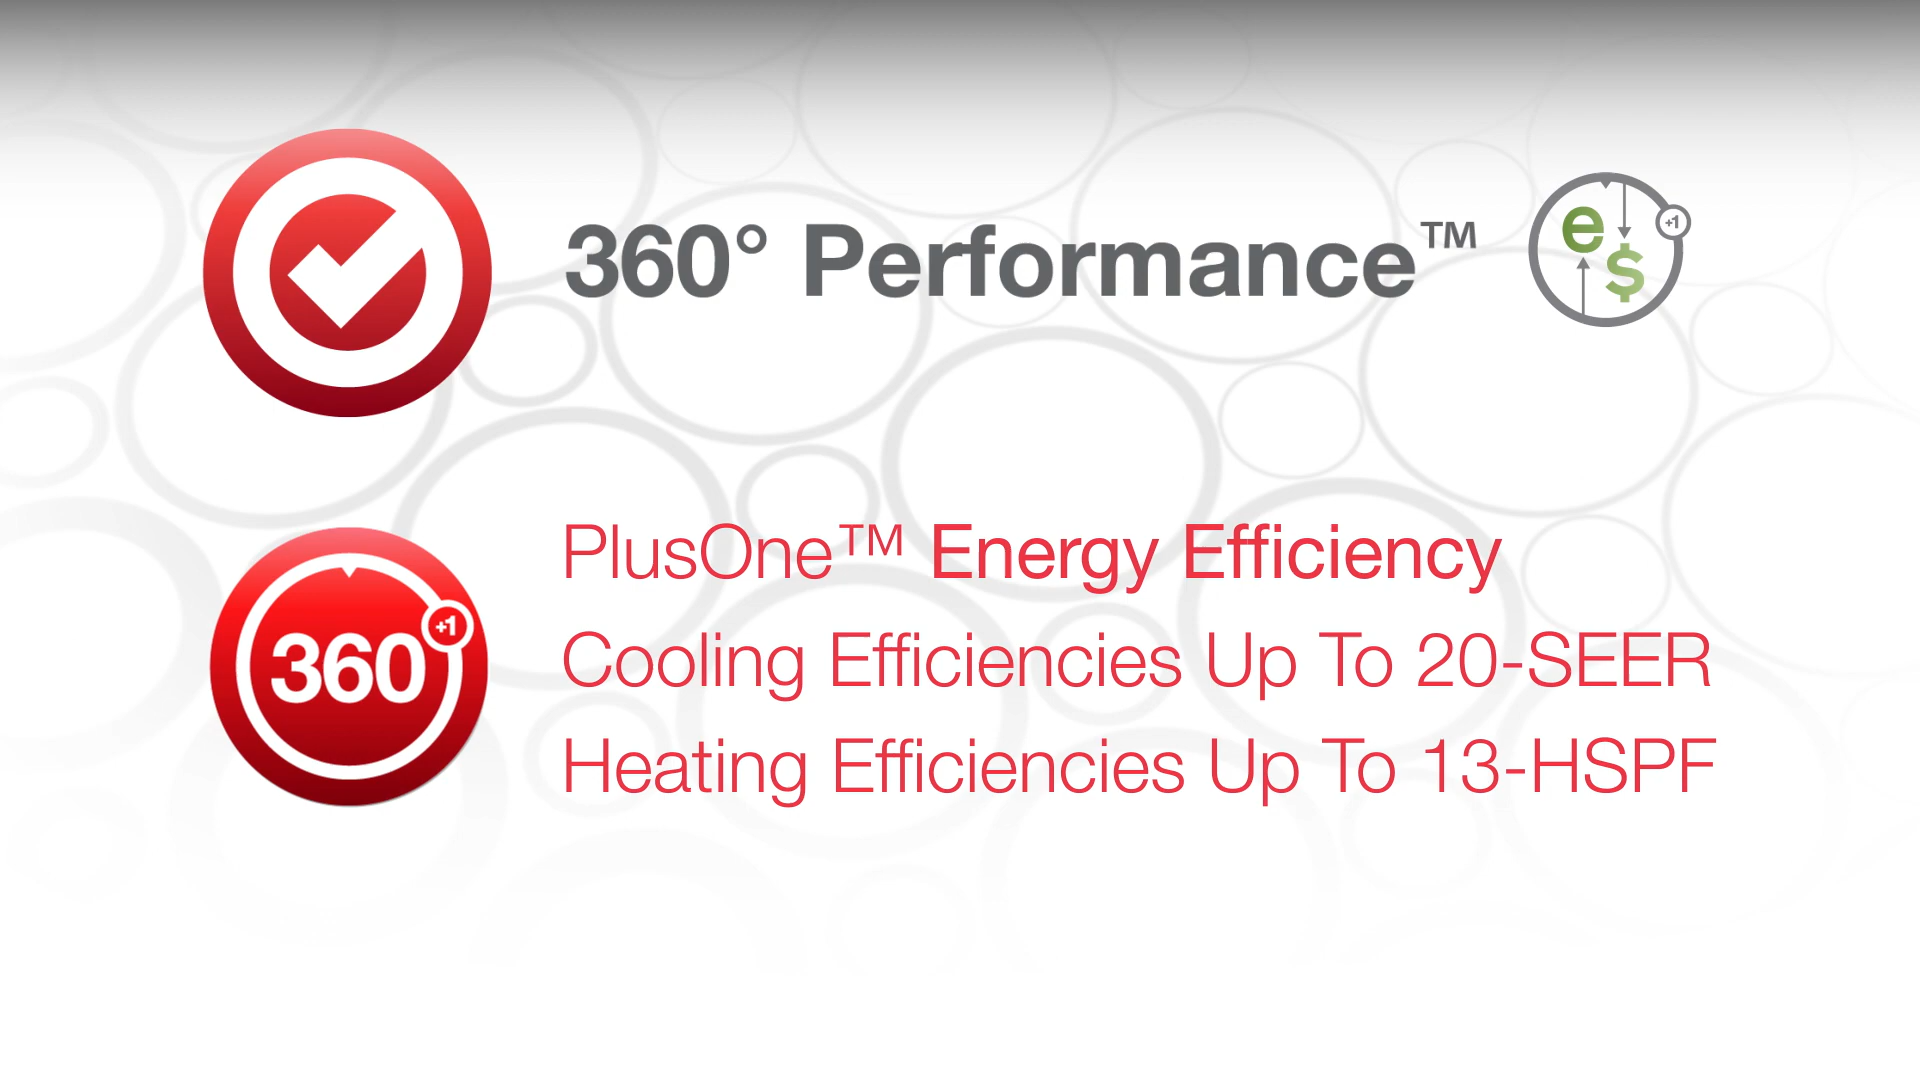 360° Performance™
e
$
+1
360
+1
PlusOne™ Energy Efficiency
Cooling Efficiencies Up To 20-SEER
Heating Efficiencies Up To 13-HSPF